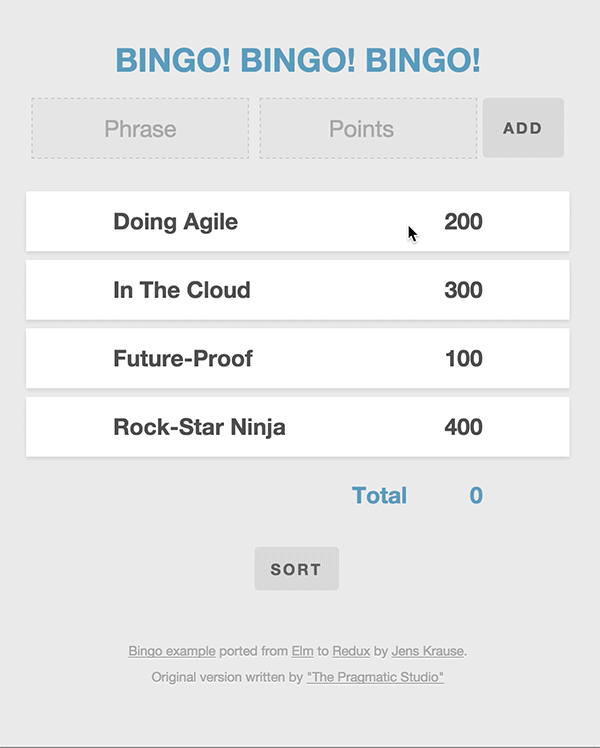 BINGO! BINGO! BINGO!
Phrase Points ADD
Doing Agile 200
In The Cloud 300
Future-Proof 100
Rock-Star Ninja 400
Total 0
SORT
Bingo example ported from Elm to Redux by Jens Krause.
Original version written by "The Pragmatic Studio"